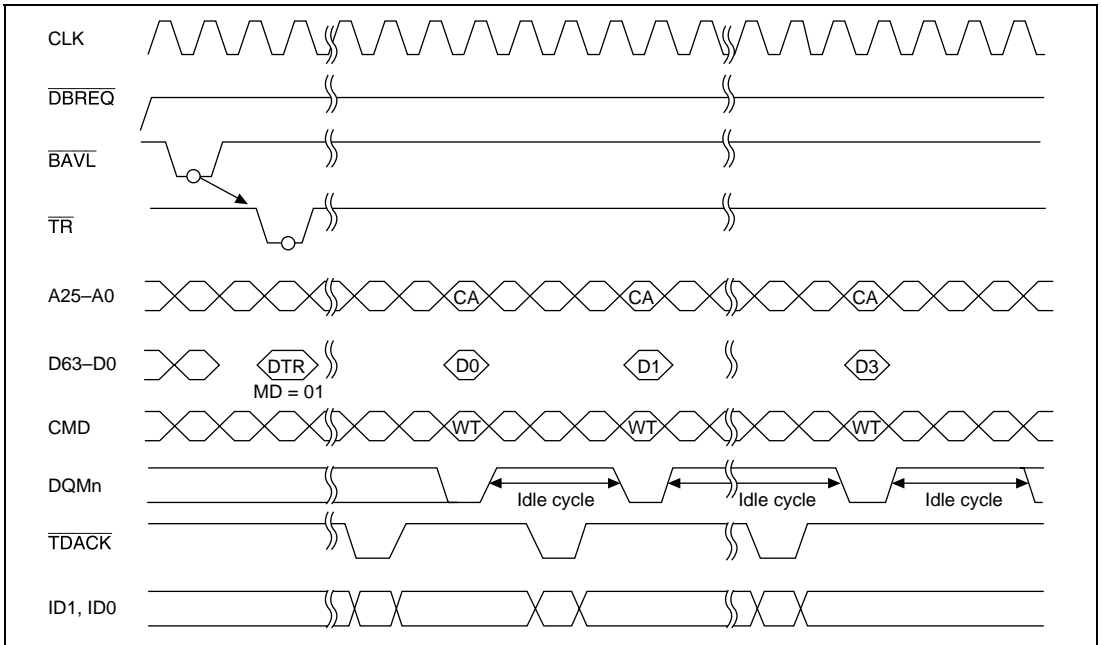 CLK
DBREQ
BAVL
TR
A25–A0 CA CA CA
D63–D0 DTR D0 D1 D3
MD = 01
CMD WT WT WT
DQMn
Idle cycle Idle cycle Idle cycle
TDACK
ID1, ID0